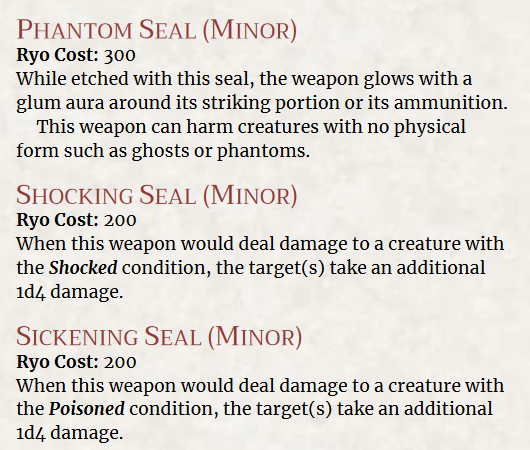 Phantom Seal (Minor)
Ryo Cost: 300
While etched with this seal, the weapon glows with a
glum aura around its striking portion or its ammunition.
This weapon can harm creatures with no physical
form such as ghosts or phantoms.
Shocking Seal (Minor)
Ryo Cost: 200
When this weapon would deal damage to a creature with
the Shocked condition, the target(s) take an additional
1d4 damage.
Sickening Seal (Minor)
Ryo Cost: 200
When this weapon would deal damage to a creature with
the Poisoned condition, the target(s) take an additional
1d4 damage.